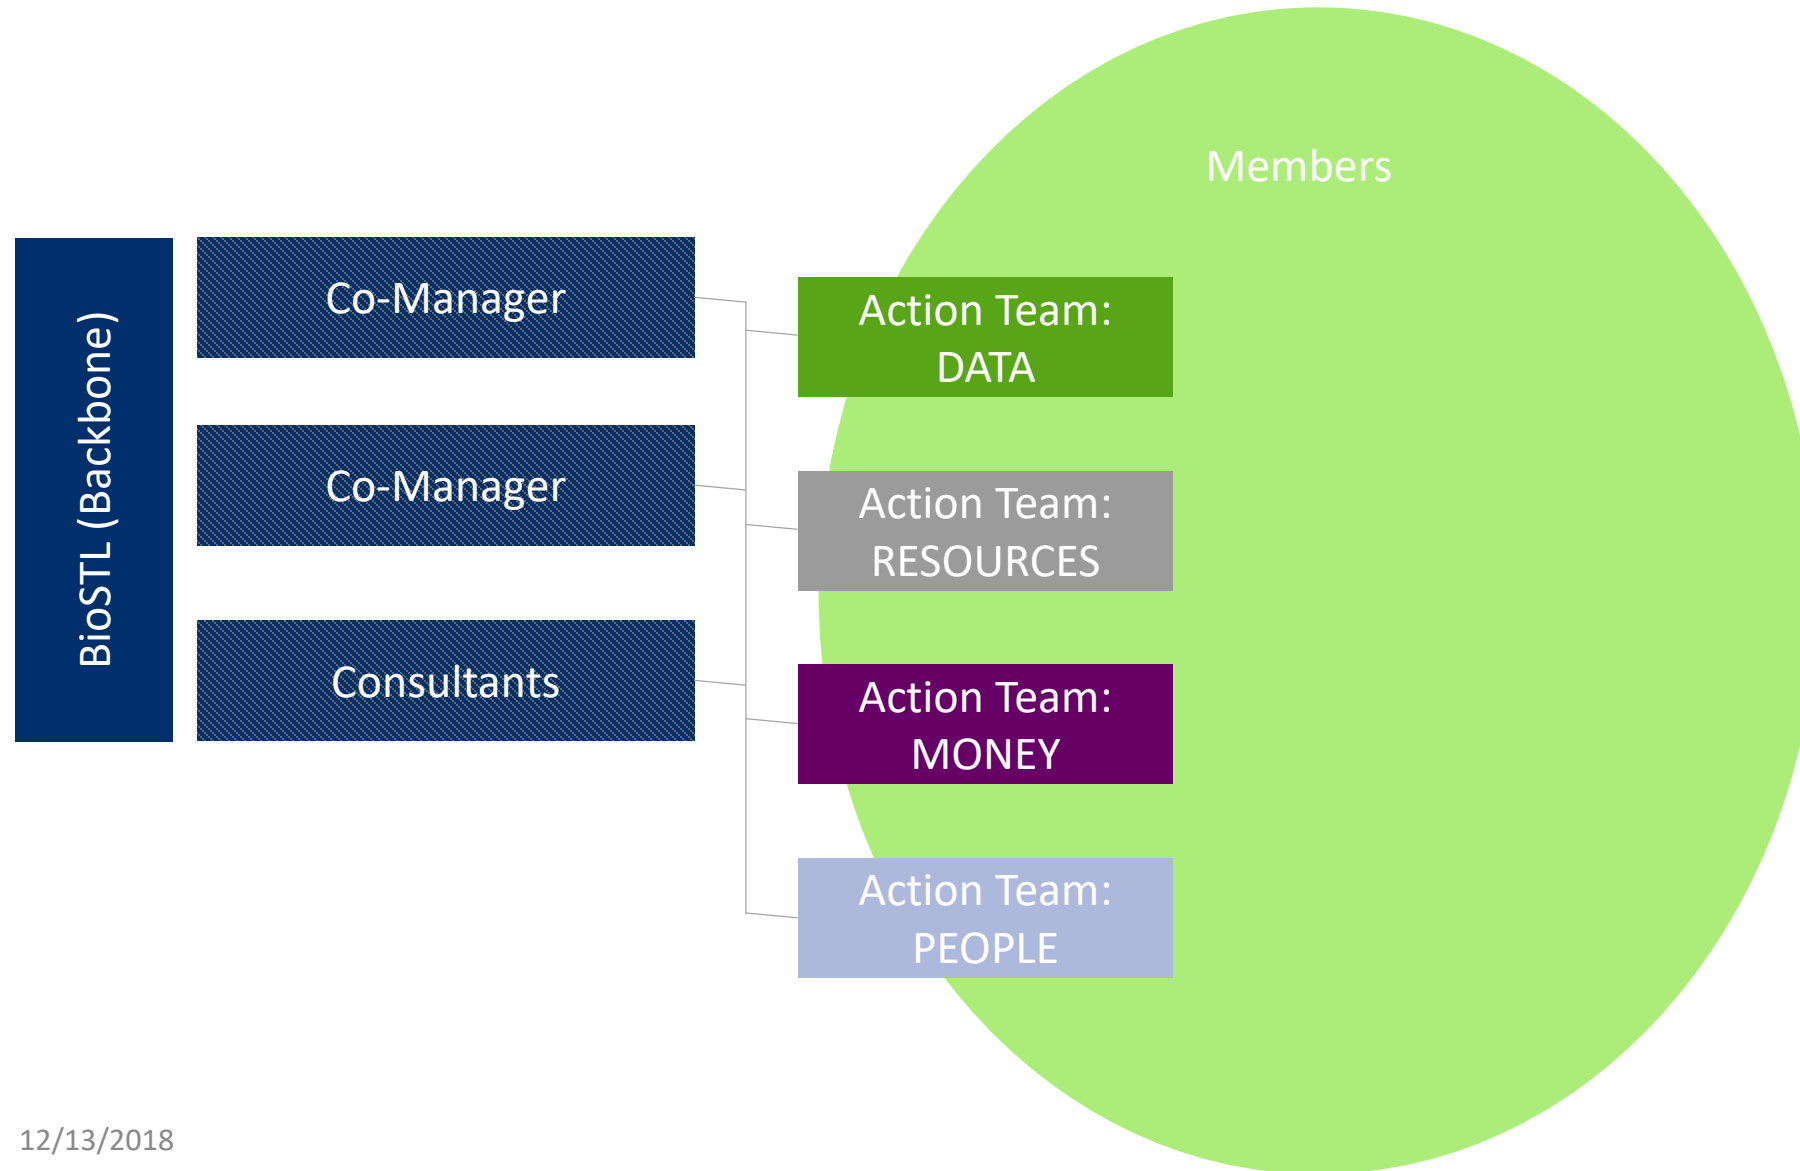 Members
BioSTL (Backbone)
Co-Manager
Co-Manager
Consultants
Action Team:
DATA
Action Team:
RESOURCES
Action Team:
MONEY
Action Team:
PEOPLE
12/13/2018